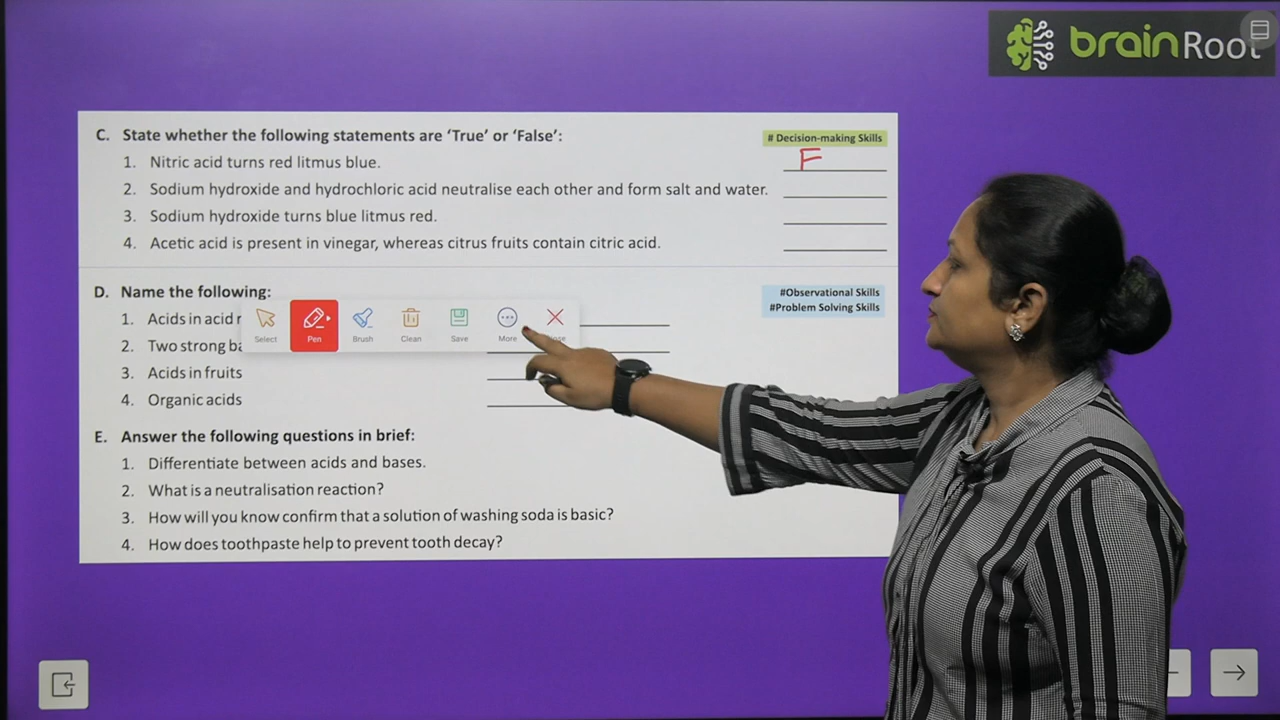 brainRoot
C. State whether the following statements are ‘True’ or ‘False’:
# Decision-making Skills
1. Nitric acid turns red litmus blue. F
2. Sodium hydroxide and hydrochloric acid neutralise each other and form salt and water.
3. Sodium hydroxide turns blue litmus red.
4. Acetic acid is present in vinegar, whereas citrus fruits contain citric acid.
D. Name the following:
#Observational Skills
#Problem Solving Skills
1. Acids in acid
Select Pen Brush Clean Save More
2. Two strong
3. Acids in fruits
4. Organic acids
E. Answer the following questions in brief:
1. Differentiate between acids and bases.
2. What is a neutralisation reaction?
3. How will you know confirm that a solution of washing soda is basic?
4. How does toothpaste help to prevent tooth decay?